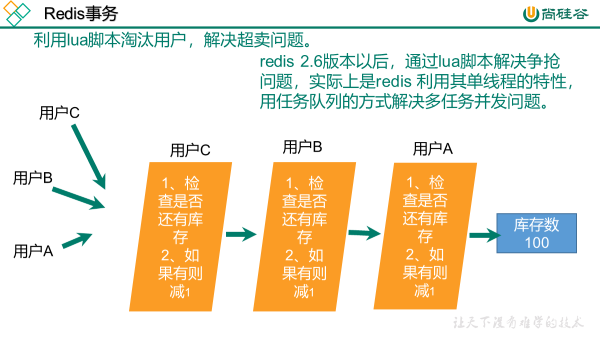 Redis事务
尚硅谷
利用lua脚本淘汰用户，解决超卖问题。
redis 2.6版本以后，通过lua脚本解决争抢
问题，实际上是redis 利用其单线程的特性，
用任务队列的方式解决多任务并发问题。
用户C
用户B
用户A
用户C
1、检
查是否
还有库
存
2、如
果有则
减1
用户B
1、检
查是否
还有库
存
2、如
果有则
减1
用户A
1、检
查是否
还有库
存
2、如
果有则
减1
库存数
100
让天下没有难学的技术